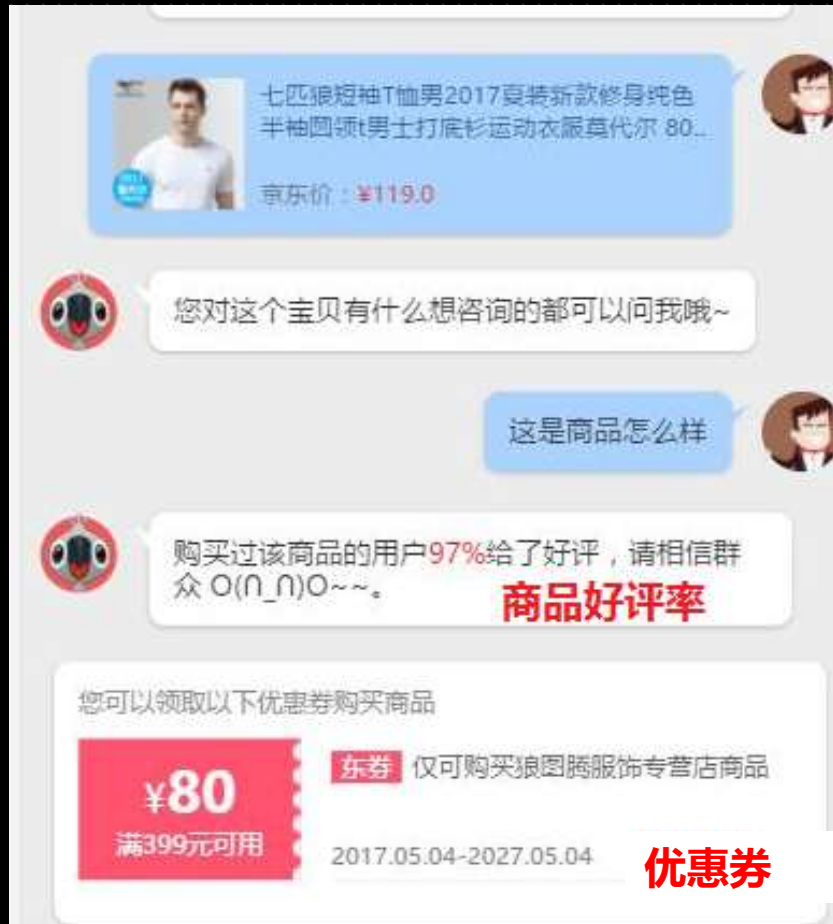 七匹狼短袖T恤男2017夏装新款修身纯色
半袖圆领t男士打底衫运动衣服莫代尔 80...
京东价：¥119.0
您对这个宝贝有什么想咨询的都可以问我哦~
这是商品怎么样
购买过该商品的用户97%给了好评，请相信群
众 O(∩_∩)O~~。
商品好评率
您可以领取以下优惠券购买商品
¥80
满399元可用
东券 仅可购买狼图腾服饰专营店商品
2017.05.04-2027.05.04
优惠券